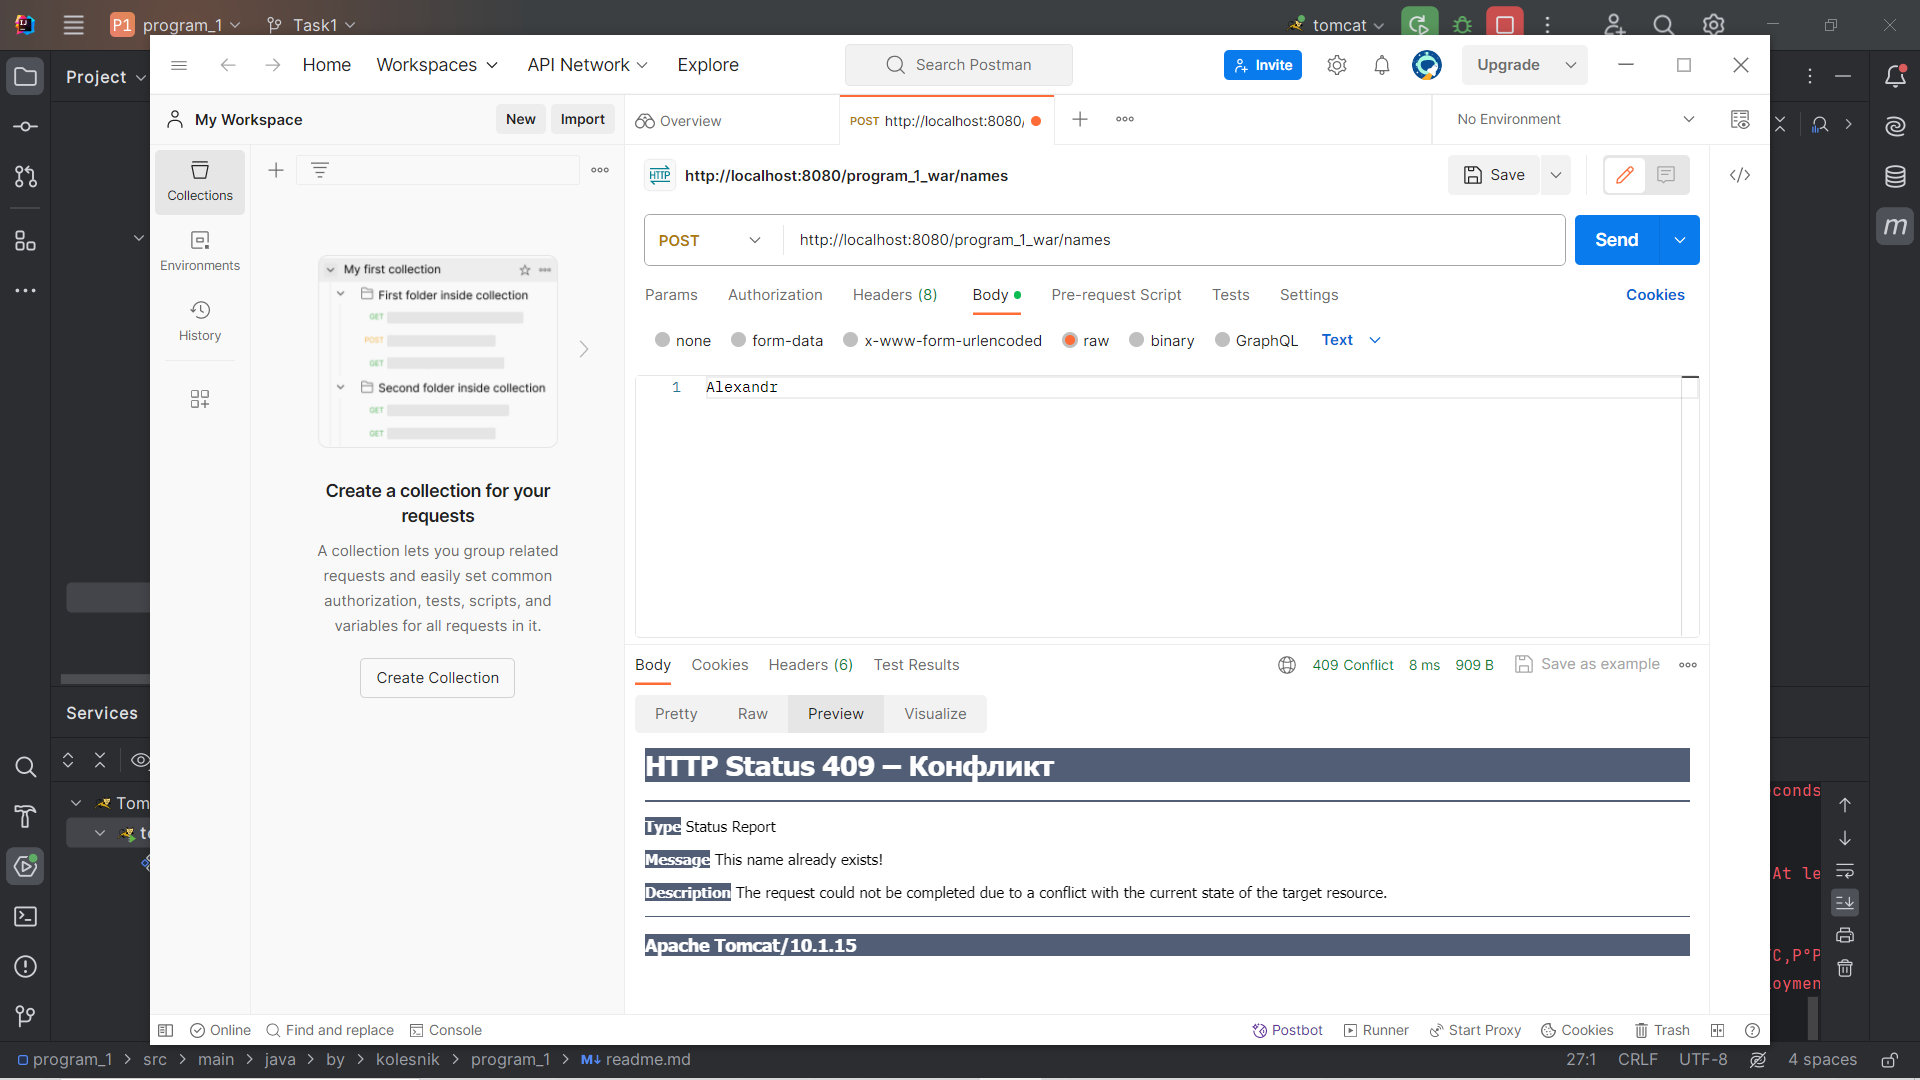 P1 program_1 Task1 tomcat
Project
Home Workspaces API Network Explore Search Postman Invite Upgrade
My Workspace New Import Overview POST http://localhost:8080/ No Environment
Collections
Environments
History
My first collection
First folder inside collection
GET
POST
GET
Second folder inside collection
GET
GET
Create a collection for your
requests
A collection lets you group related
requests and easily set common
authorization, tests, scripts, and
variables for all requests in it.
Create Collection
HTTP http://localhost:8080/program_1_war/names Save
POST http://localhost:8080/program_1_war/names Send
Params Authorization Headers (8) Body Pre-request Script Tests Settings Cookies
none form-data x-www-form-urlencoded raw binary GraphQL Text
1 Alexandr
Body Cookies Headers (6) Test Results 409 Conflict 8 ms 909 B Save as example
Pretty Raw Preview Visualize
HTTP Status 409 – Конфликт
Type Status Report
Message This name already exists!
Description The request could not be completed due to a conflict with the current state of the target resource.
Apache Tomcat/10.1.15
Services
Tom
to
conds
At le
C,P°P
oymen
m
Online Find and replace Console Postbot Runner Start Proxy Cookies Trash
program_1 > src > main > java > by > kolesnik > program_1 > M↓ readme.md 27:1 CRLF UTF-8 4 spaces